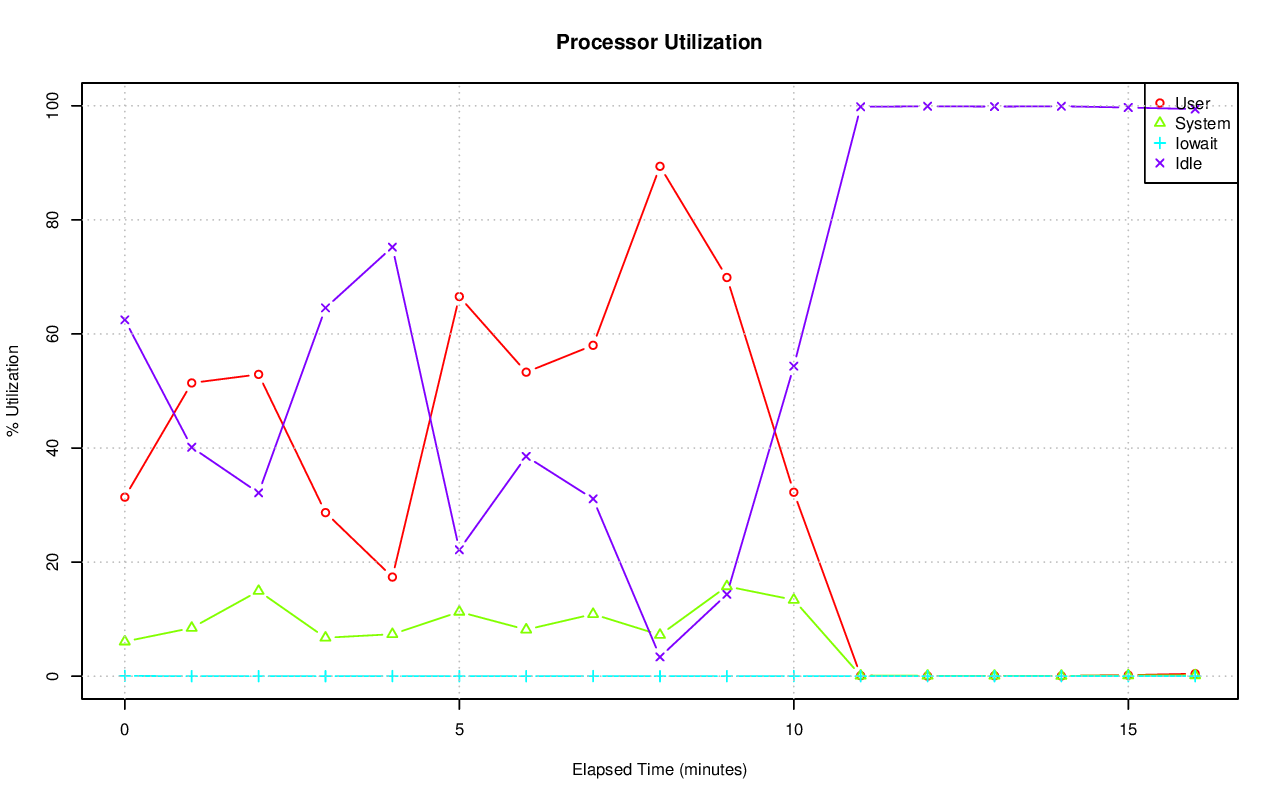 Processor Utilization
100
80
60
40
20
0
% Utilization
User
System
Iowait
Idle
0 5 10 15
Elapsed Time (minutes)